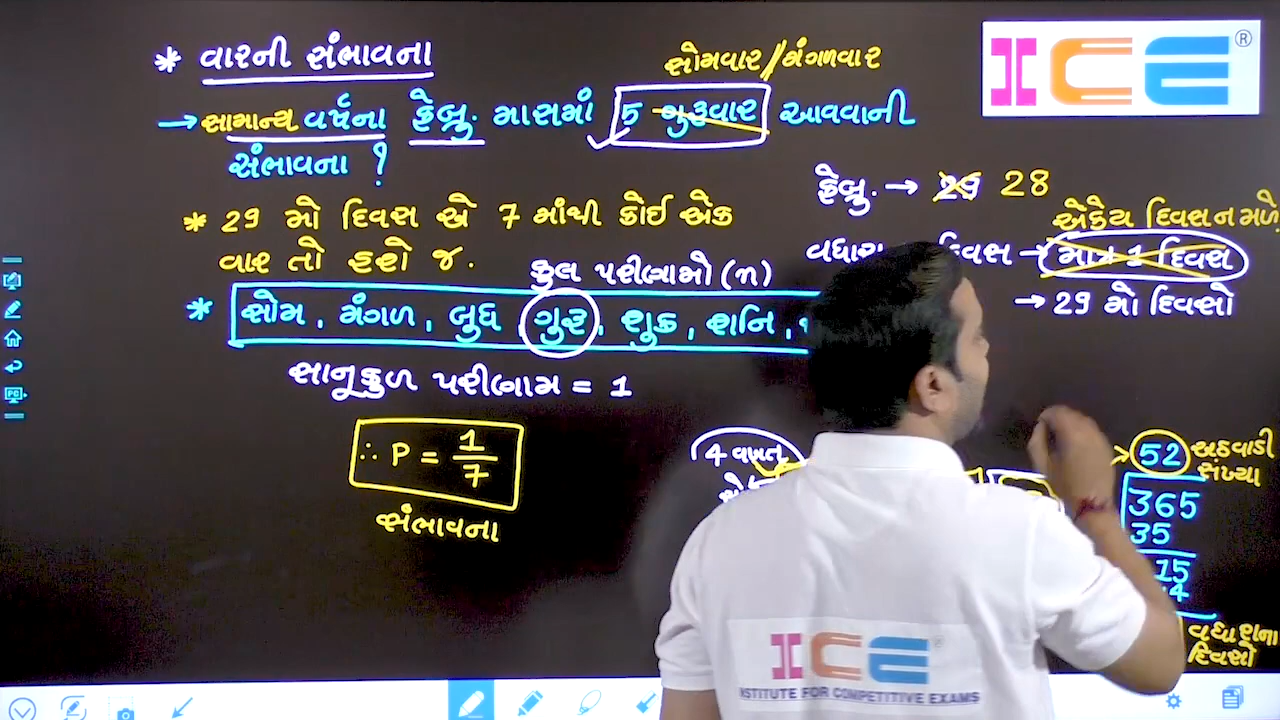 * વારની સંભાવના
સોમવાર//મંગળવાર
→ સામાન્ય વર્ષના ફેબ્રુ. માસમાં 5 ગુરૂવાર આવવાની
સંભાવના ?
ICE ®
ફેબ્રુ. → 29 28
* 29 મો દિવસ એ 7 માંથી કોઈ એક
વાર તો હશે જ.
એકેય દિવસ ન મળે
દિવસ → માત્ર 1 દિવસ
→ 29 મો દિવસ
કુલ પરીણામો (n)
* સોમ, મંગળ, બુધ, ગુરૂ, શુક્ર, શનિ,
સાનુકુળ પરીણામ = 1
∴ P = 1/7
સંભાવના
4 વખત
52 અઠવાડી
સંખ્યા
365
35
15
4
વધારાના
દિવસો
ICE
INSTITUTE FOR COMPETITIVE EXAMS